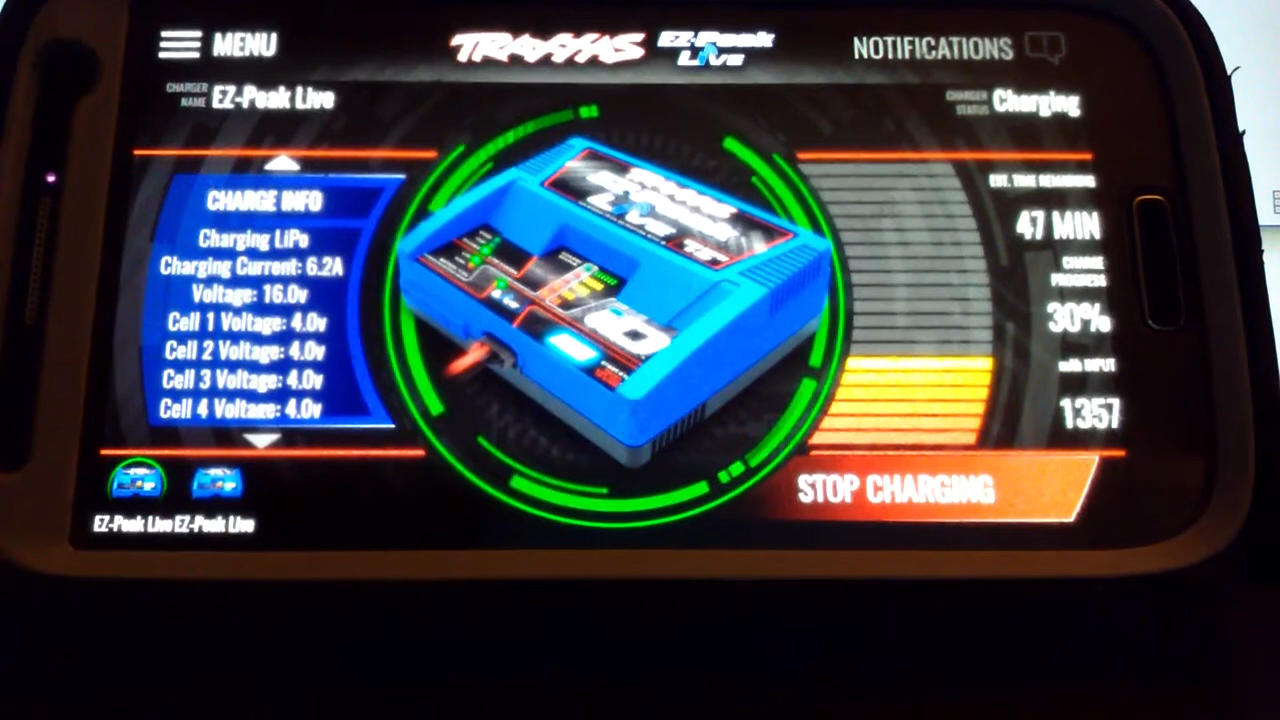 MENU
TRAXXAS EZ-Peak
LIVE
NOTIFICATIONS
CHARGER
NAME
EZ-Peak Live
CHARGER
STATUS
Charging
CHARGE INFO
Charging LiPo
Charging Current: 6.2A
Voltage: 16.0v
Cell 1 Voltage: 4.0v
Cell 2 Voltage: 4.0v
Cell 3 Voltage: 4.0v
Cell 4 Voltage: 4.0v
TRAXXAS
LIVE
iD
EST. TIME REMAINING
47 MIN
CHARGE
PROGRESS
30%
mAh INPUT
1357
STOP CHARGING
EZ-Peak Live EZ-Peak Live